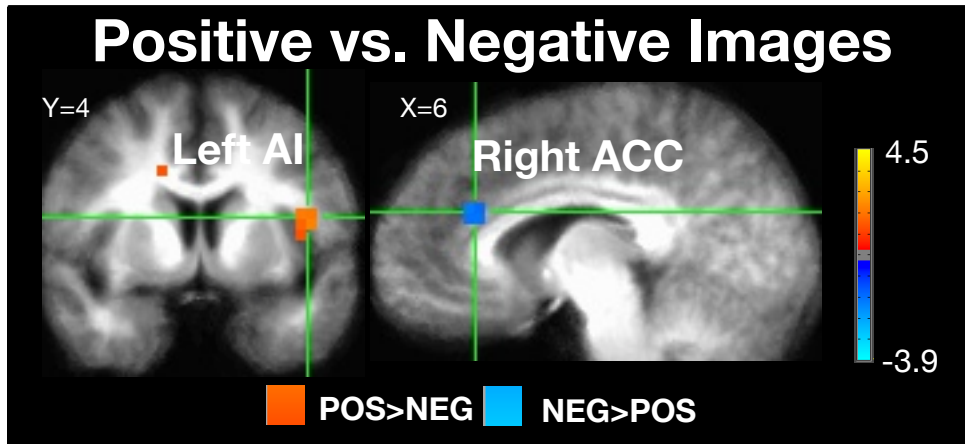 Positive vs. Negative Images
Y=4
X=6
Left AI
Right ACC
4.5
-3.9
POS>NEG
NEG>POS